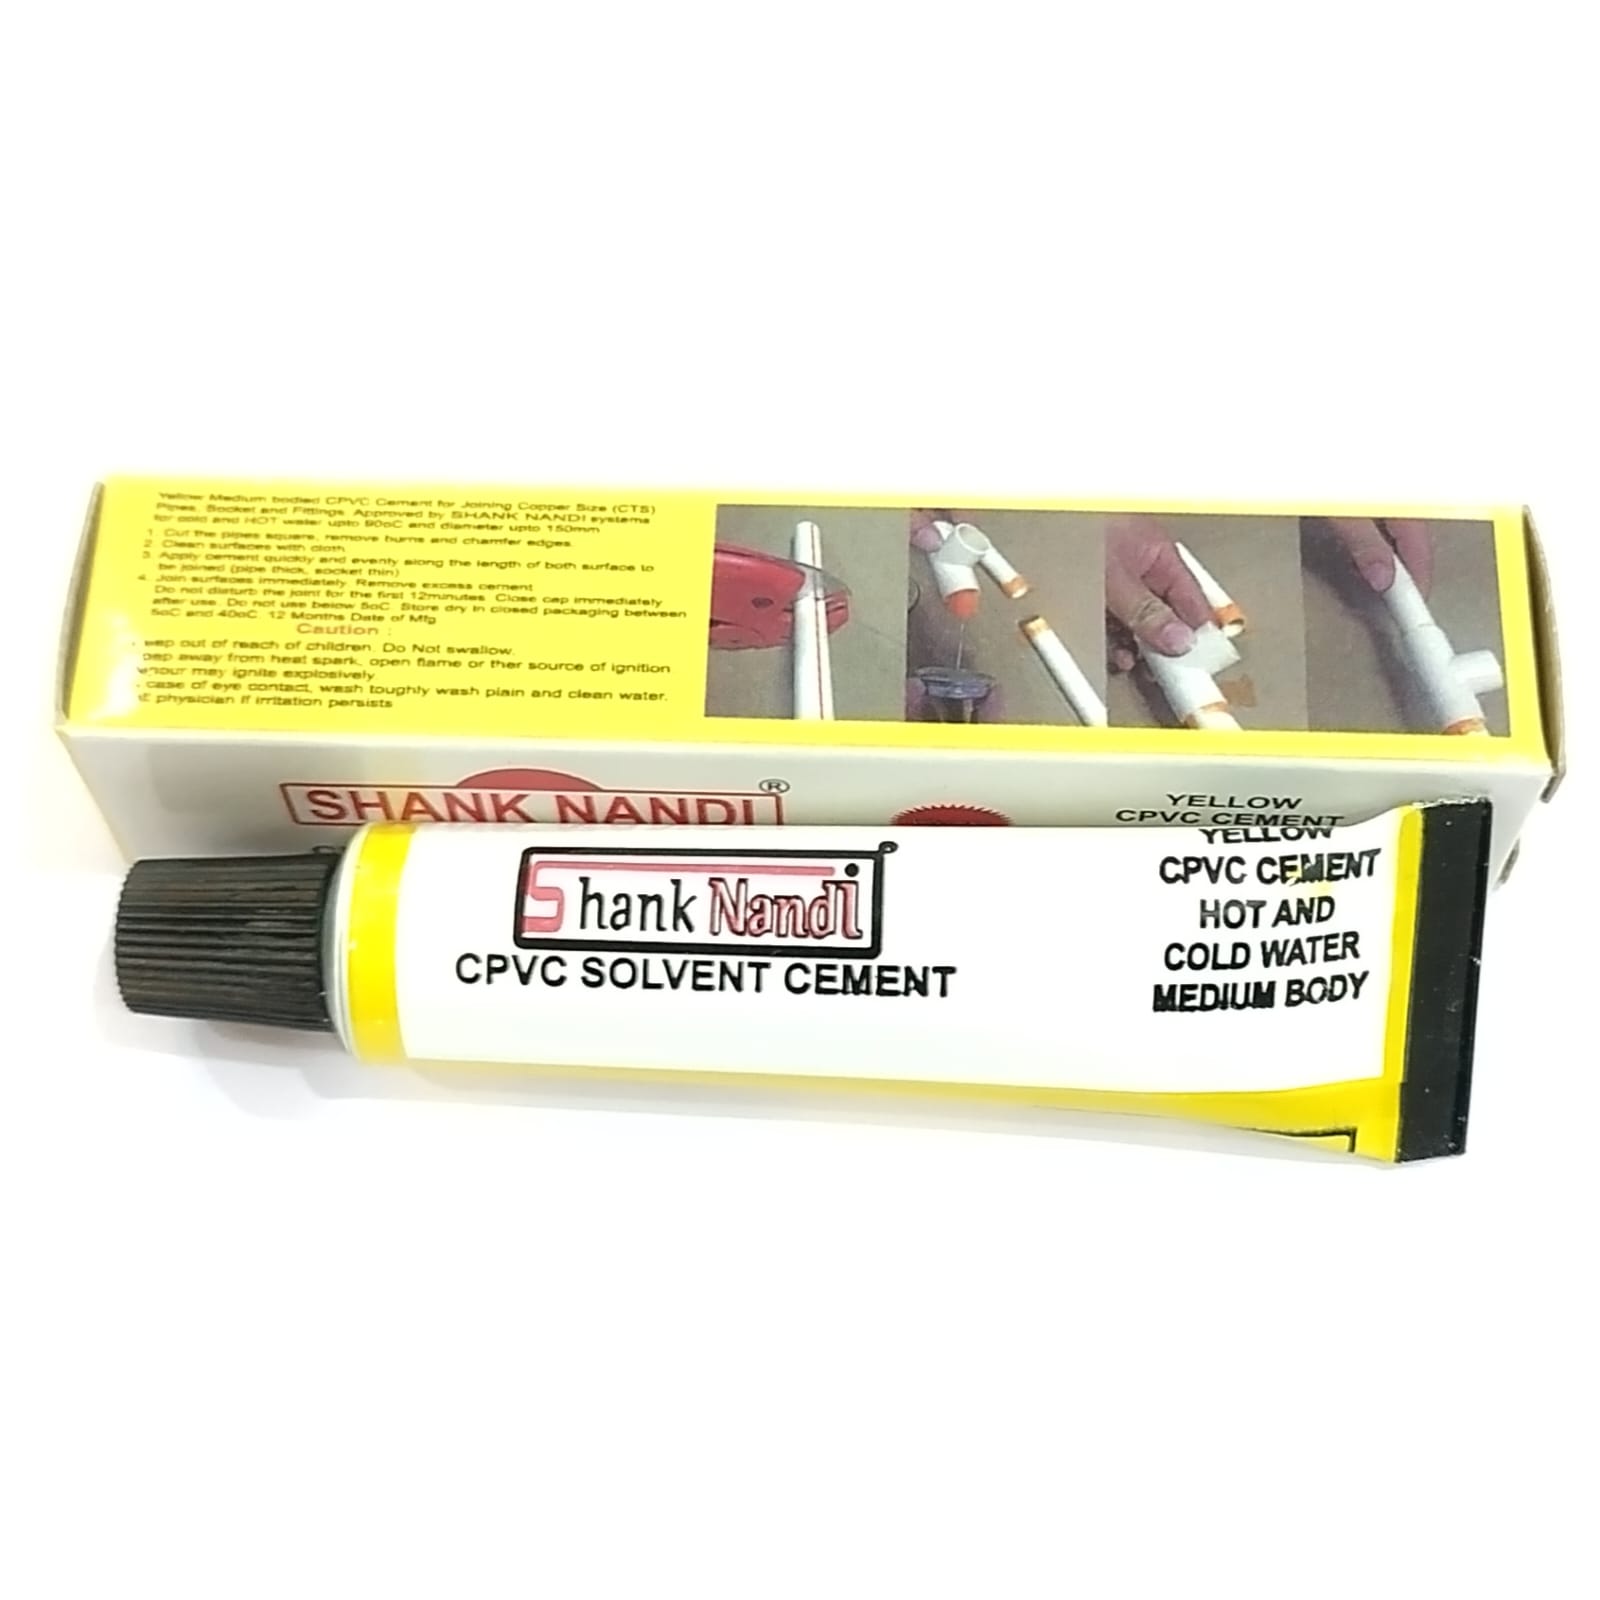 Yellow Medium bodied CPVC Cement for Joining Copper Size (CTS)
Pipes, Socket and Fittings. Approved by SHANK NANDI systems
for cold and HOT water upto 90oC and diameter upto 150mm
1. Cut the pipes square, remove burns and chamfer edges.
2. Clean surfaces with cloth
3. Apply cement quickly and evenly along the length of both surface to
be joined (pipe thick, socket thin)
4. Join surfaces immediately. Remove excess cement
Do not disturb the joint for the first 12minutes. Close cap immediately
after use. Do not use below 5oC. Store dry in closed packaging between
5oC and 40oC. 12 Months Date of Mfg
Caution :
eep out of reach of children. Do Not swallow.
eep away from heat spark, open flame or ther source of ignition
our may ignite explosively
case of eye contact, wash toughly wash plain and clean water.
physician if irritation persists
SHANK NANDI ®
YELLOW
CPVC CEMENT
Shank Nandi
CPVC SOLVENT CEMENT
YELLOW
CPVC CEMENT
HOT AND
COLD WATER
MEDIUM BODY